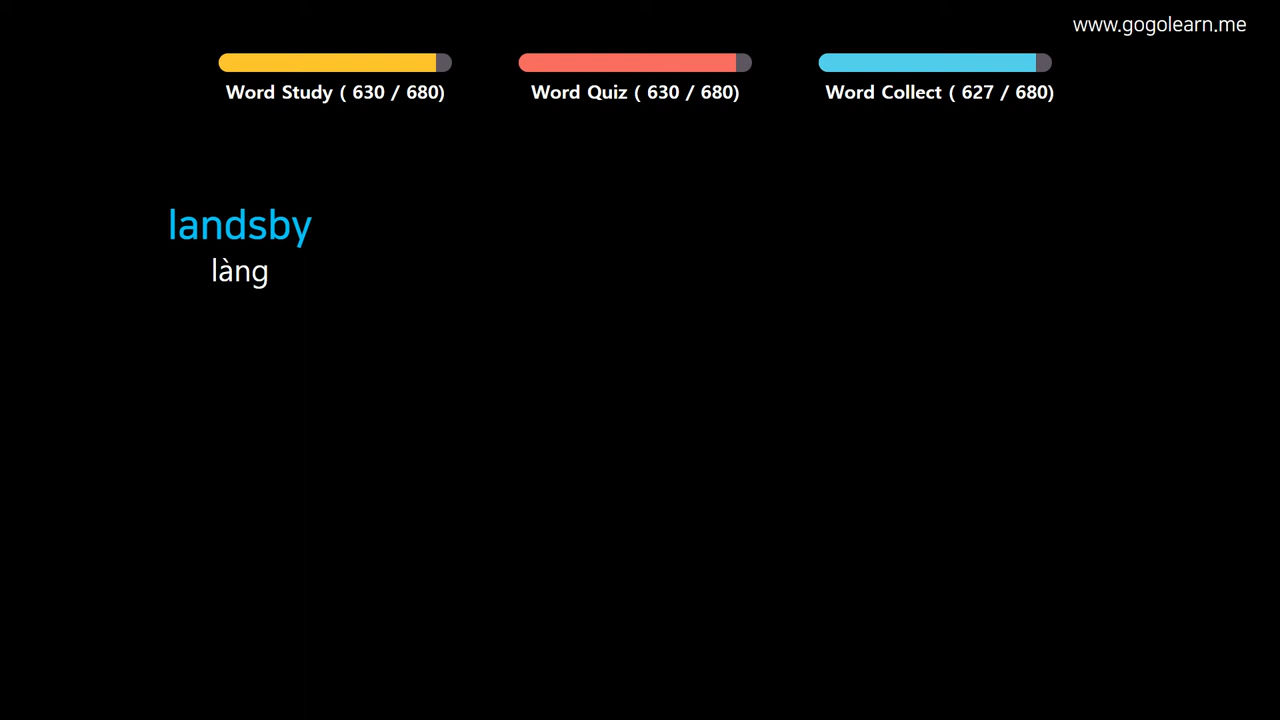 www.gogolearn.me
Word Study ( 630 / 680)
Word Quiz ( 630 / 680)
Word Collect ( 627 / 680)
landsby
làng